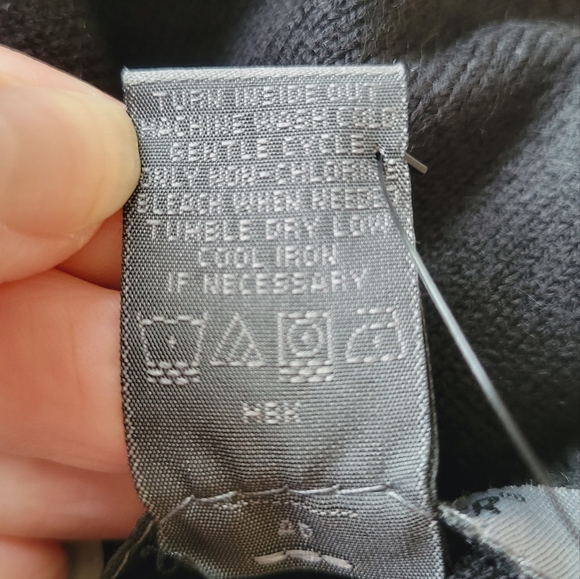 TURN INSIDE OUT
MACHINE WASH COLD
GENTLE CYCLE
ONLY NON-CHLORINE
BLEACH WHEN NEEDED
TUMBLE DRY LOW
COOL IRON
IF NECESSARY